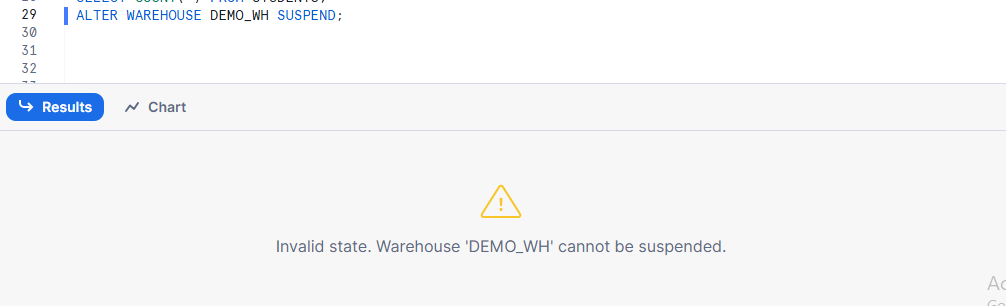 29 ALTER WAREHOUSE DEMO_WH SUSPEND;
30
31
32
Results Chart
Invalid state. Warehouse 'DEMO_WH' cannot be suspended.